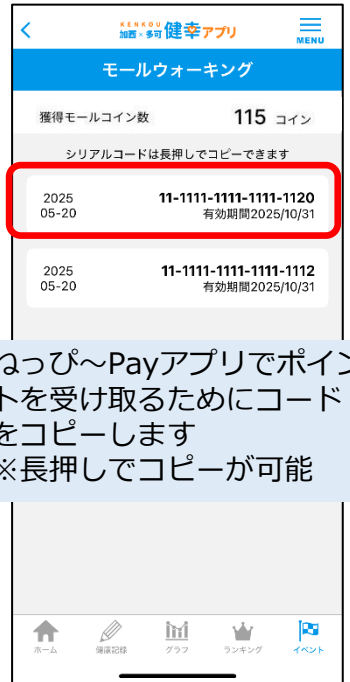 KENKOU
加西×多可 健幸アプリ
MENU
モールウォーキング
獲得モールコイン数 115 コイン
シリアルコードは長押しでコピーできます
2025 11-1111-1111-1111-1120
05-20 有効期間2025/10/31
2025 11-1111-1111-1111-1112
05-20 有効期間2025/10/31
ねっぴ~Payアプリでポイン
トを受け取るためにコード
をコピーします
※長押しでコピーが可能
ホーム 健康記録 グラフ ランキング イベント